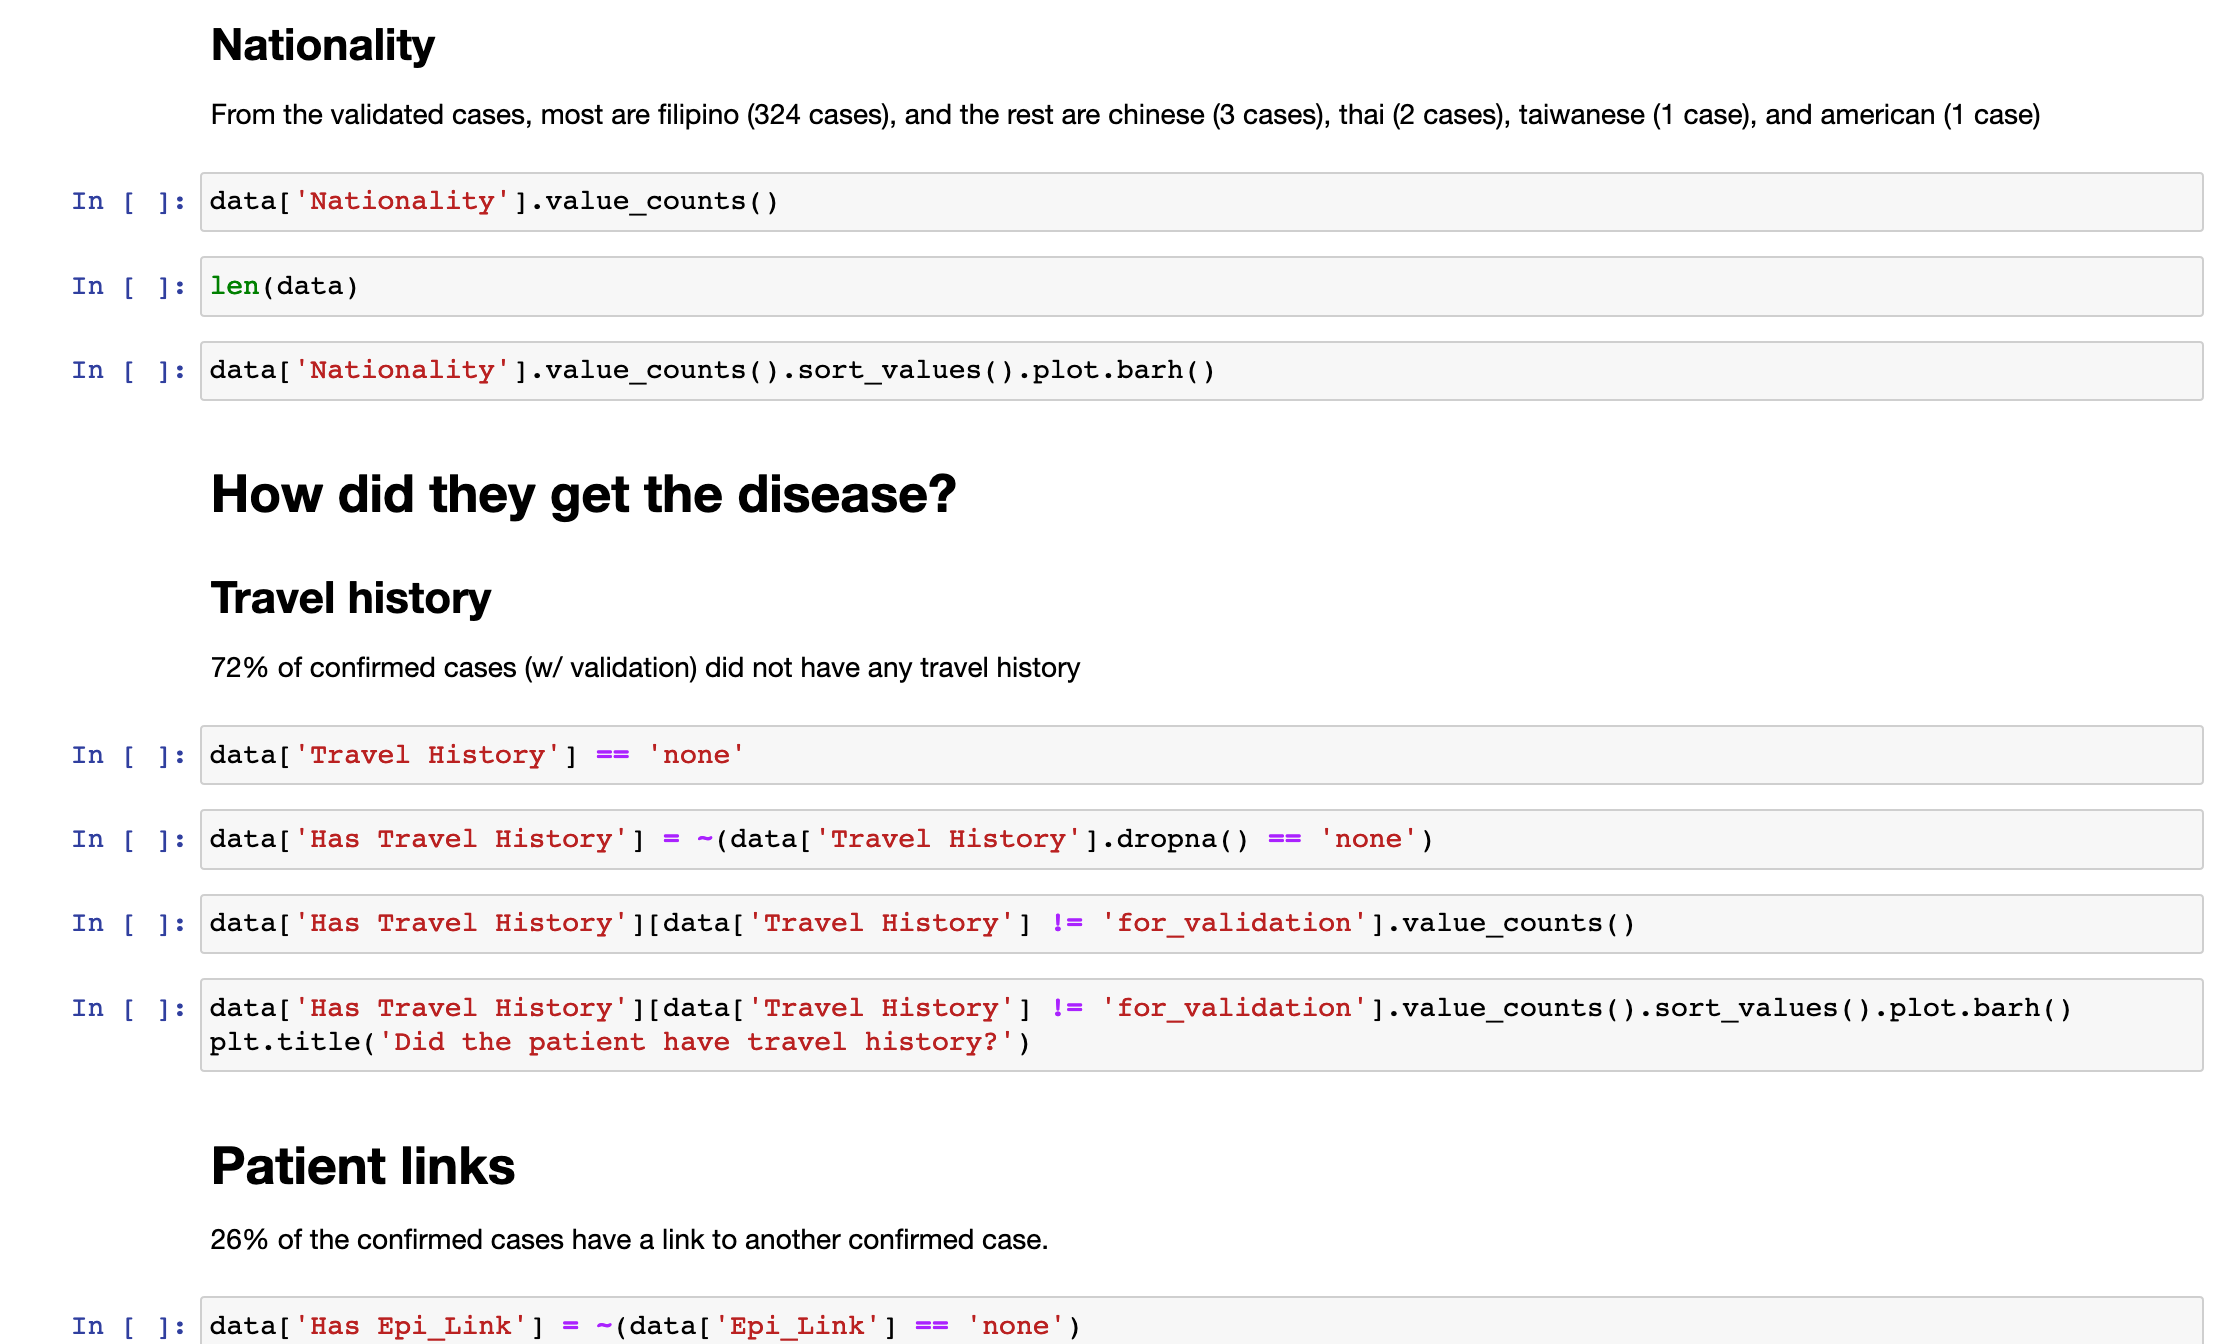 Nationality
From the validated cases, most are filipino (324 cases), and the rest are chinese (3 cases), thai (2 cases), taiwanese (1 case), and american (1 case)
In [ ]: data['Nationality'].value_counts()
In [ ]: len(data)
In [ ]: data['Nationality'].value_counts().sort_values().plot.barh()
How did they get the disease?
Travel history
72% of confirmed cases (w/ validation) did not have any travel history
In [ ]: data['Travel History'] == 'none'
In [ ]: data['Has Travel History'] = ~(data['Travel History'].dropna() == 'none')
In [ ]: data['Has Travel History'][data['Travel History'] != 'for_validation'].value_counts()
In [ ]: data['Has Travel History'][data['Travel History'] != 'for_validation'].value_counts().sort_values().plot.barh()
plt.title('Did the patient have travel history?')
Patient links
26% of the confirmed cases have a link to another confirmed case.
In [ ]: data['Has Epi_Link'] = ~(data['Epi_Link'] == 'none')